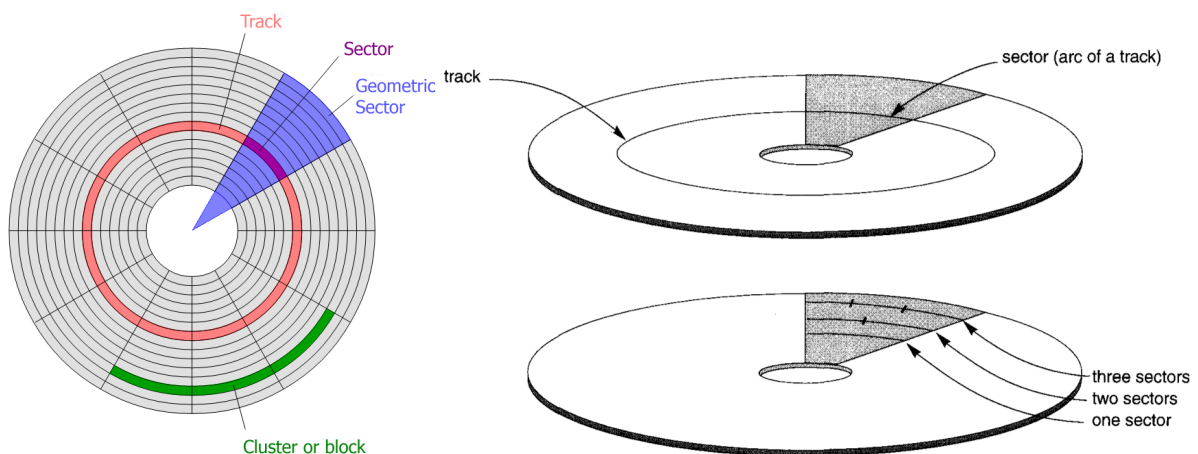 Track
Sector
Geometric
Sector
Cluster or block
track
sector (arc of a track)
three sectors
two sectors
one sector